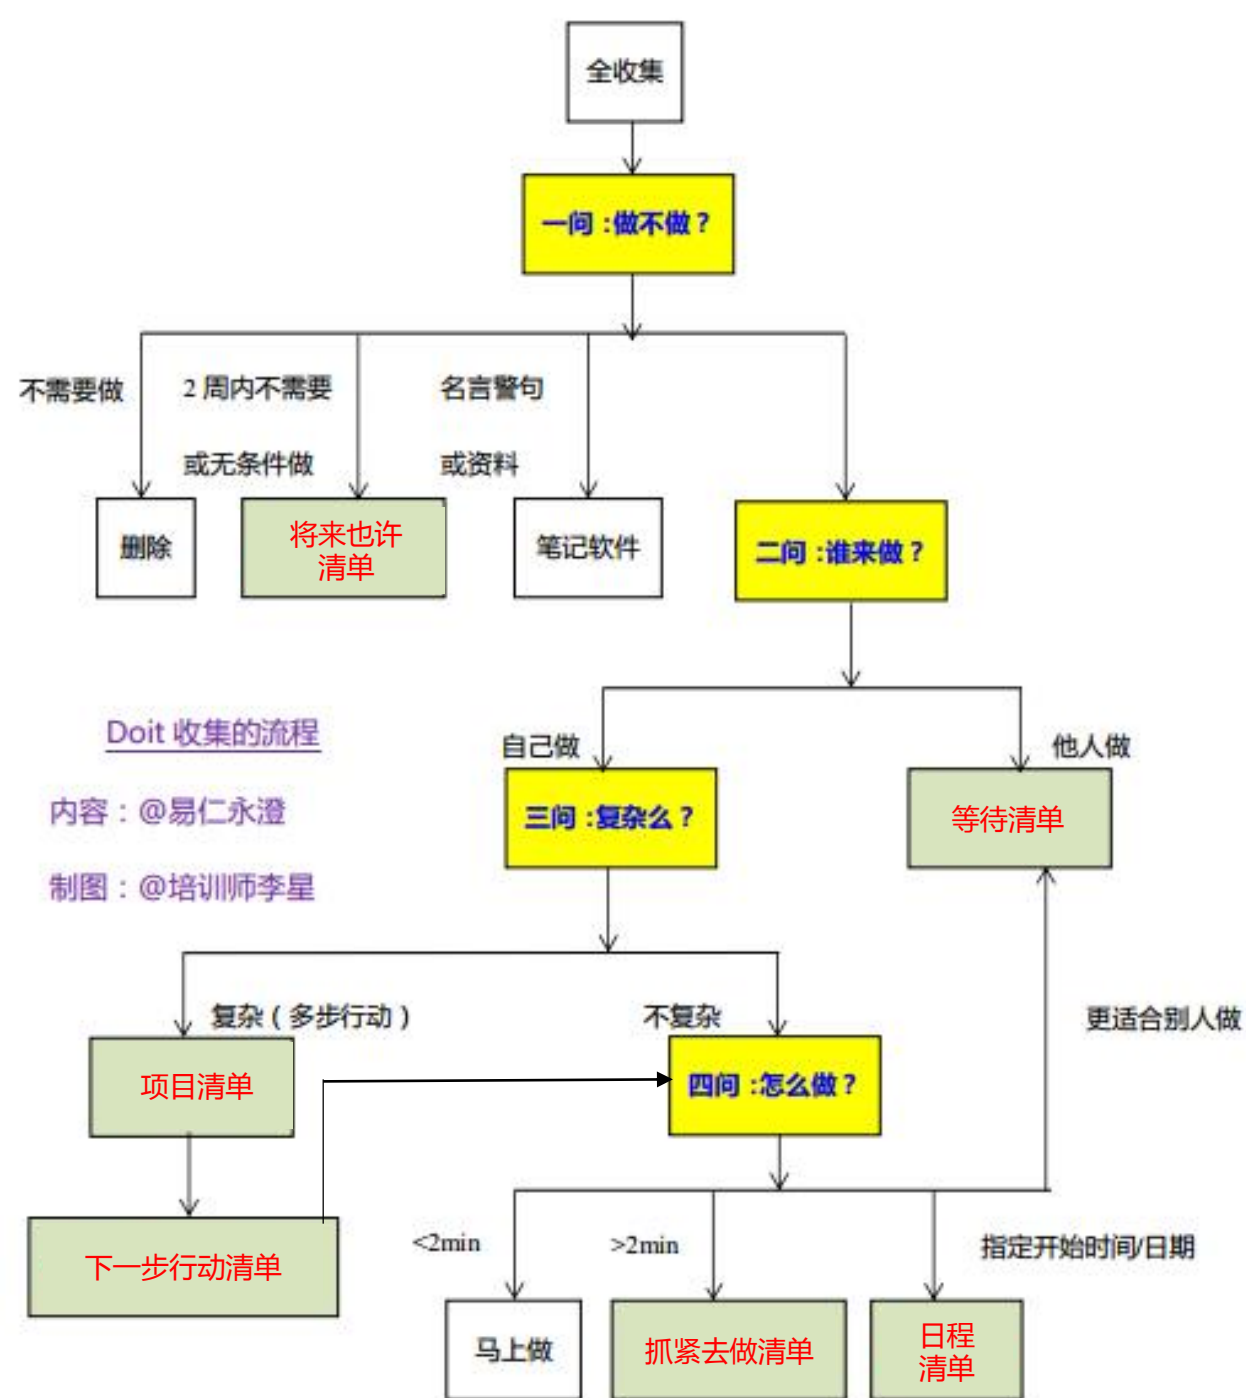 全收集
一问：做不做？
不需要做
2 周内不需要
或无条件做
名言警句
或资料
删除
将来也许
清单
笔记软件
二问：谁来做？
Doit 收集的流程
内容：@易仁永澄
制图：@培训师李星
自己做
他人做
三问：复杂么？
等待清单
复杂（多步行动）
不复杂
更适合别人做
项目清单
四问：怎么做？
下一步行动清单
<2min
>2min
指定开始时间/日期
马上做
抓紧去做清单
日程
清单